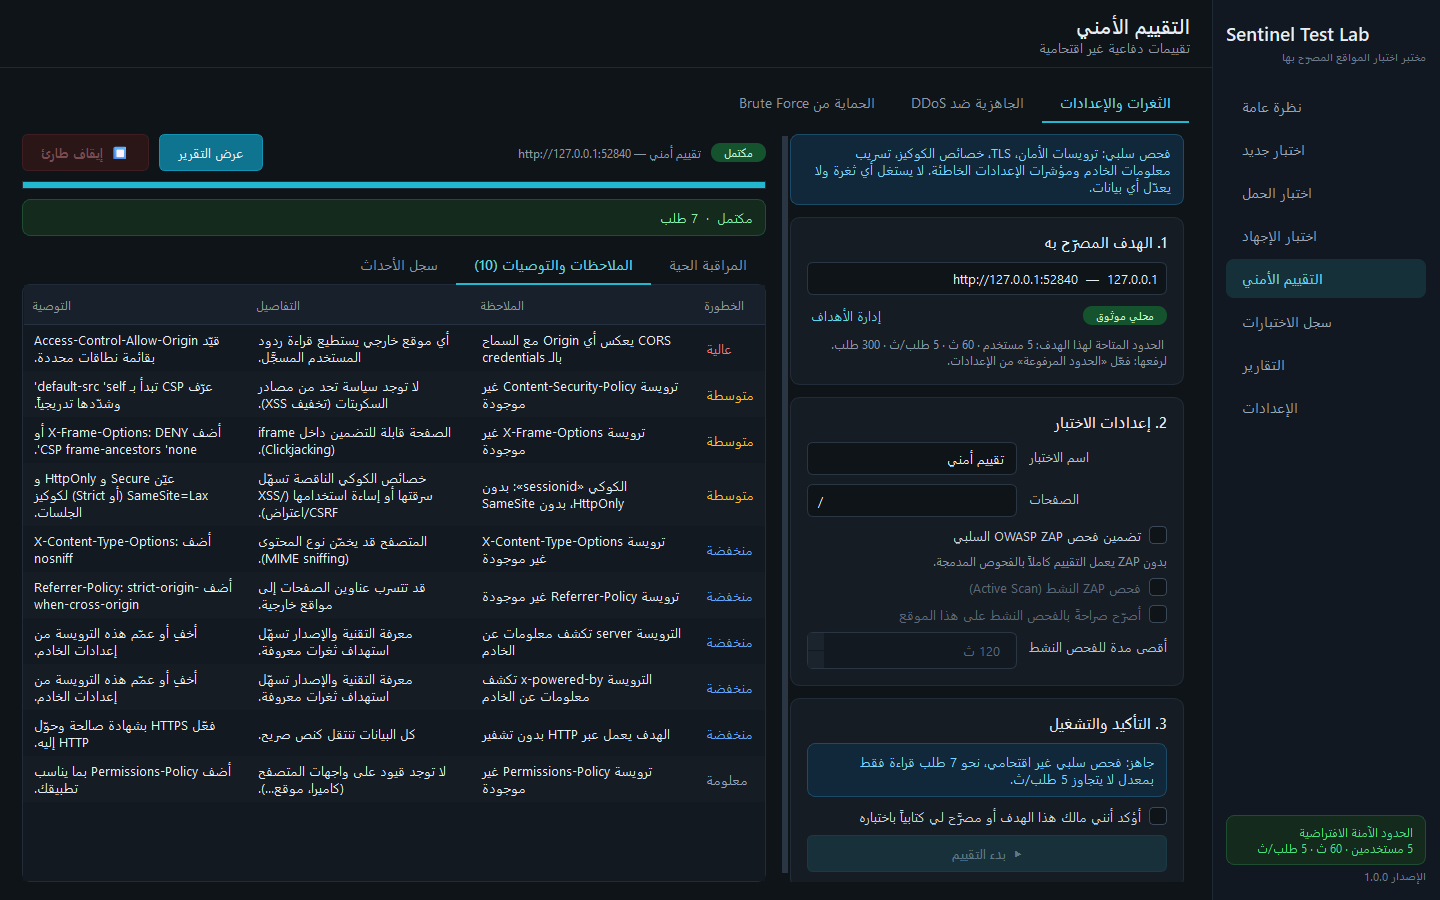 Sentinel Test Lab
مختبر اختبار المواقع المصرح بها
نظرة عامة
اختبار جديد
اختبار الحمل
اختبار الإجهاد
التقييم الأمني
سجل الاختبارات
التقارير
الإعدادات
الحدود الآمنة الافتراضية
5 مستخدمين · 60 ث · 5 طلب/ث
الإصدار 1.0.0
التقييم الأمني
تقييمات دفاعية غير اقتحامية
الثغرات والإعدادات
الجاهزية ضد DDoS
الحماية من Brute Force
فحص سلبي: ترويسات الأمان، TLS، خصائص الكوكيز، تسريب
معلومات الخادم ومؤشرات الإعدادات الخاطئة. لا يستغل أي ثغرة ولا
يعدّل أي بيانات.
1. الهدف المصرّح به
127.0.0.1 — http://127.0.0.1:52840
محلي موثوق
إدارة الأهداف
الحدود المتاحة لهذا الهدف: 5 مستخدم · 60 ث · 5 طلب/ث · 300 طلب.
لرفعها: فعّل «الحدود المرفوعة» من الإعدادات.
2. إعدادات الاختبار
اسم الاختبار
تقييم أمني
الصفحات
/
تضمين فحص OWASP ZAP السلبي
بدون ZAP يعمل التقييم كاملاً بالفحوص المدمجة.
فحص ZAP النشط (Active Scan)
أصرّح صراحةً بالفحص النشط على هذا الموقع
أقصى مدة للفحص النشط
120 ث
3. التأكيد والتشغيل
جاهز: فحص سلبي غير اقتحامي، نحو 7 طلب قراءة فقط
بمعدل لا يتجاوز 5 طلب/ث.
أؤكد أنني مالك هذا الهدف أو مصرَّح لي كتابياً باختباره
بدء التقييم
مكتمل
تقييم أمني — http://127.0.0.1:52840
عرض التقرير
إيقاف طارئ
مكتمل · 7 طلب
المراقبة الحية
الملاحظات والتوصيات (10)
سجل الأحداث
الخطورة
الملاحظة
التفاصيل
التوصية
عالية
CORS يعكس أي Origin مع السماح
بالـ credentials
أي موقع خارجي يستطيع قراءة ردود
المستخدم المسجَّل.
قيّد Access-Control-Allow-Origin
بقائمة نطاقات محددة.
متوسطة
ترويسة Content-Security-Policy غير
موجودة
لا توجد سياسة تحد من مصادر
السكربتات (تخفيف XSS).
عرّف CSP تبدأ بـ default-src 'self'
وشدّدها تدريجياً.
متوسطة
ترويسة X-Frame-Options غير
موجودة
الصفحة قابلة للتضمين داخل iframe
(Clickjacking).
أضف X-Frame-Options: DENY أو
CSP frame-ancestors 'none'.
متوسطة
الكوكي «sessionid»: بدون
HttpOnly، بدون SameSite
خصائص الكوكي الناقصة تسهّل
سرقتها أو إساءة استخدامها (XSS/
CSRF/اعتراض).
عيّن Secure و HttpOnly و
SameSite=Lax (أو Strict) لكوكيز
الجلسات.
منخفضة
ترويسة X-Content-Type-Options
غير موجودة
المتصفح قد يخمّن نوع المحتوى
(MIME sniffing).
أضف X-Content-Type-Options:
nosniff
منخفضة
ترويسة Referrer-Policy غير موجودة
قد تتسرب عناوين الصفحات إلى
مواقع خارجية.
أضف Referrer-Policy: strict-origin-
when-cross-origin
منخفضة
الترويسة server تكشف معلومات عن
الخادم
معرفة التقنية والإصدار تسهّل
استهداف ثغرات معروفة.
أخفِ أو عمّم هذه الترويسة من
إعدادات الخادم.
منخفضة
الترويسة x-powered-by تكشف
معلومات عن الخادم
معرفة التقنية والإصدار تسهّل
استهداف ثغرات معروفة.
أخفِ أو عمّم هذه الترويسة من
إعدادات الخادم.
منخفضة
الهدف يعمل عبر HTTP بدون تشفير
كل البيانات تنتقل كنص صريح.
فعّل HTTPS بشهادة صالحة وحوّل
HTTP إليه.
معلومة
ترويسة Permissions-Policy غير
موجودة
لا توجد قيود على واجهات المتصفح
(كاميرا، موقع...).
أضف Permissions-Policy بما يناسب
تطبيقك.